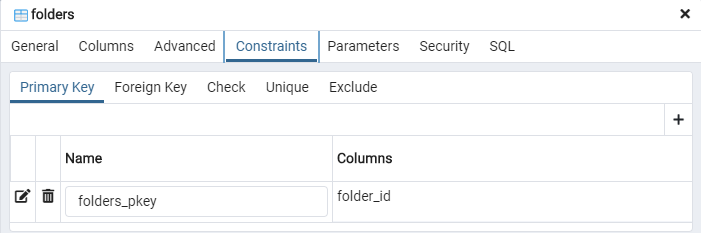 folders
General Columns Advanced Constraints Parameters Security SQL
Primary Key Foreign Key Check Unique Exclude
Name Columns
folders_pkey folder_id